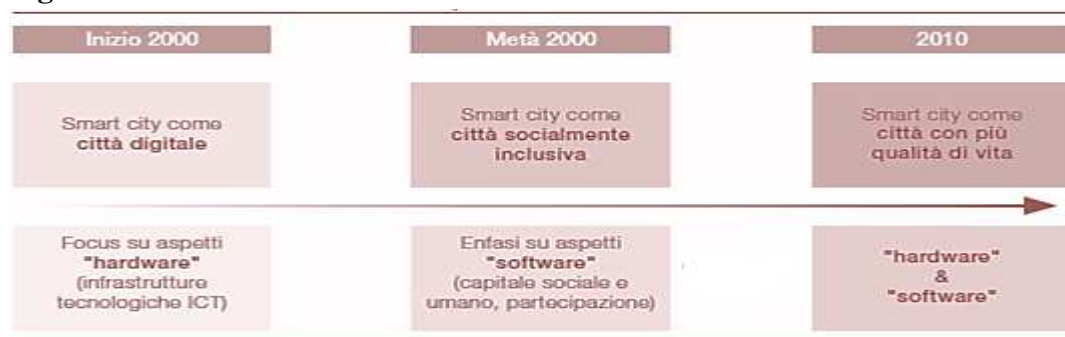 Inizio 2000
Metà 2000
2010
Smart city come
città digitale
Smart city come
città socialmente
inclusiva
Smart city come
città con più
qualità di vita
Focus su aspetti
"hardware"
(infrastrutture
tecnologiche ICT)
Enfasi su aspetti
"software"
(capitale sociale e
umano, partecipazione)
"hardware"
&
"software"